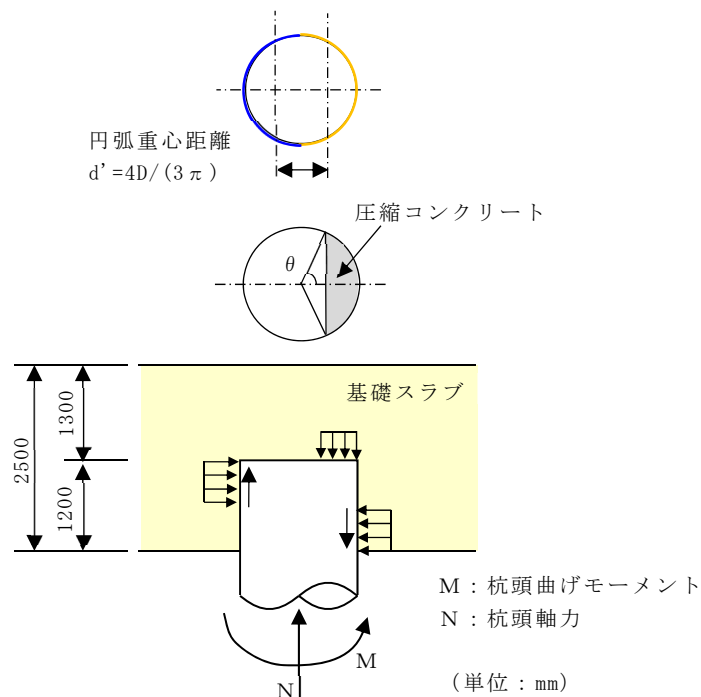 円弧重心距離
d'=4D/(3π)
圧縮コンクリート
θ
基礎スラブ
2500
1300
1200
M：杭頭曲げモーメント
N：杭頭軸力
M
N
（単位：mm）